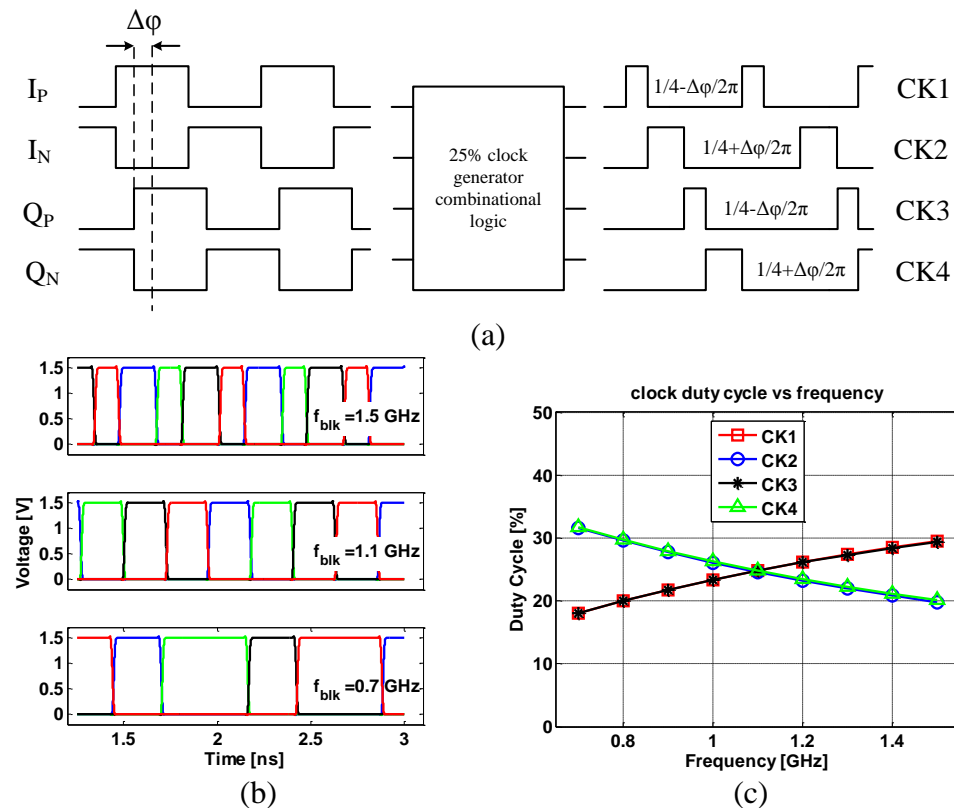 Δφ
I_P
I_N
Q_P
Q_N
25% clock
generator
combinational
logic
1/4-Δφ/2π
CK1
1/4+Δφ/2π
CK2
1/4-Δφ/2π
CK3
1/4+Δφ/2π
CK4
(a)
1.5
1
0.5
0
f_blk =1.5 GHz
Voltage [V]
1.5
1
0.5
0
f_blk =1.1 GHz
1.5
1
0.5
0
f_blk =0.7 GHz
1.5 2 2.5 3
Time [ns]
(b)
clock duty cycle vs frequency
Duty Cycle [%]
50
40
30
20
10
0
CK1
CK2
CK3
CK4
0.8 1 1.2 1.4
Frequency [GHz]
(c)